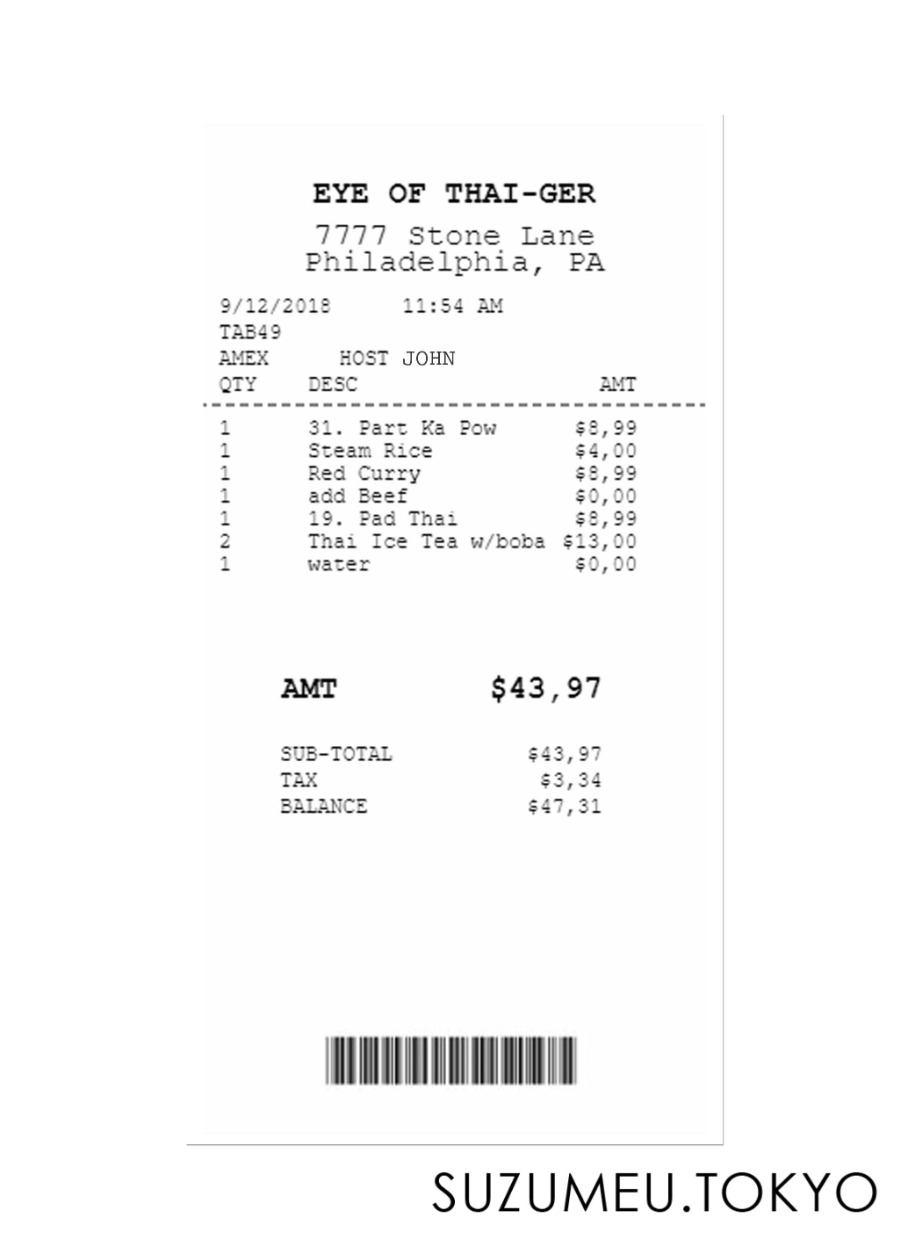 EYE OF THAI-GER
7777 Stone Lane
Philadelphia, PA
9/12/2018 11:54 AM
TAB49
AMEX HOST JOHN
QTY DESC AMT
1 31. Part Ka Pow $8,99
1 Steam Rice $4,00
1 Red Curry $8,99
1 add Beef $0,00
1 19. Pad Thai $8,99
2 Thai Ice Tea w/boba $13,00
1 water $0,00
AMT $43,97
SUB-TOTAL $43,97
TAX $3,34
BALANCE $47,31
SUZUMEU.TOKYO